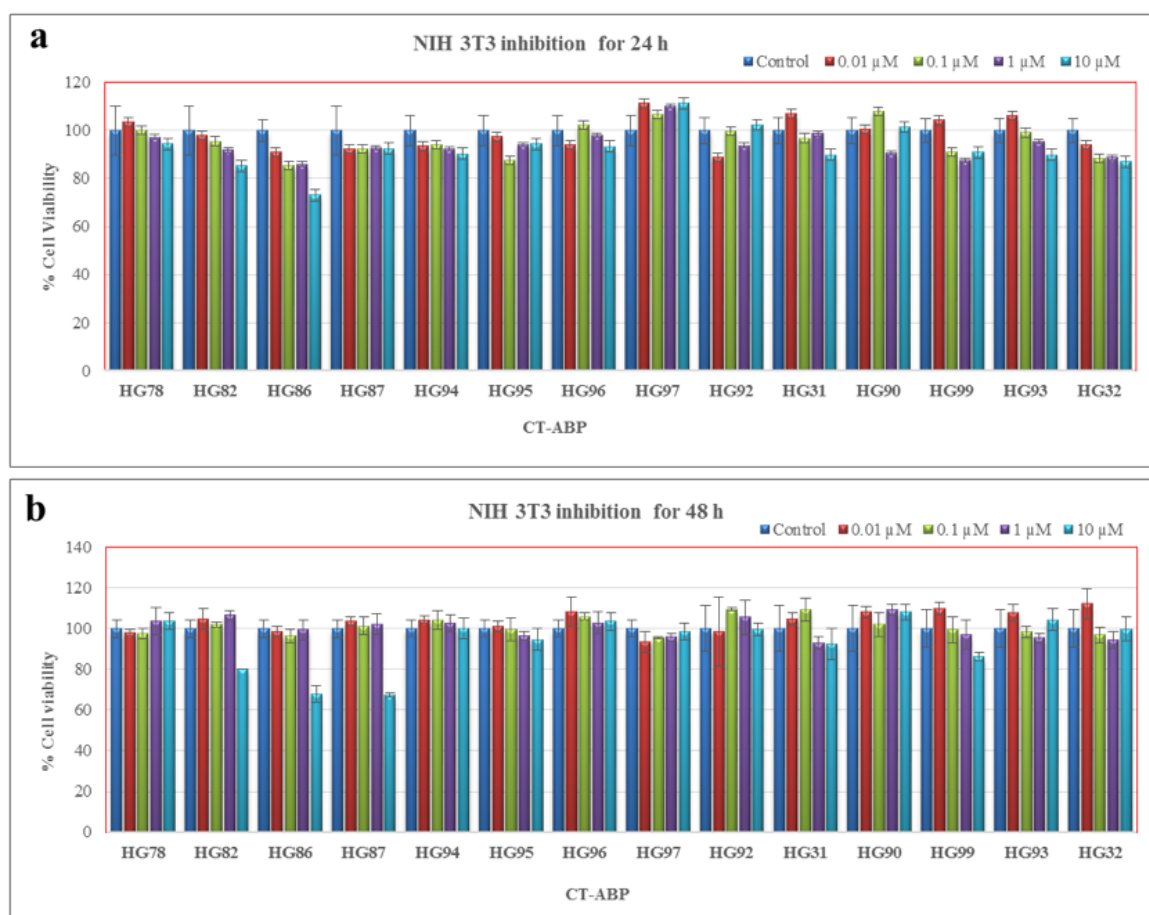 a
NIH 3T3 inhibition for 24 h
Control 0.01 µM 0.1 µM 1 µM 10 µM
% Cell Vialbility
120
100
80
60
40
20
0
HG78 HG82 HG86 HG87 HG94 HG95 HG96 HG97 HG92 HG31 HG90 HG99 HG93 HG32
CT-ABP
b
NIH 3T3 inhibition for 48 h
Control 0.01 µM 0.1 µM 1 µM 10 µM
% Cell viability
140
120
100
80
60
40
20
0
HG78 HG82 HG86 HG87 HG94 HG95 HG96 HG97 HG92 HG31 HG90 HG99 HG93 HG32
CT-ABP